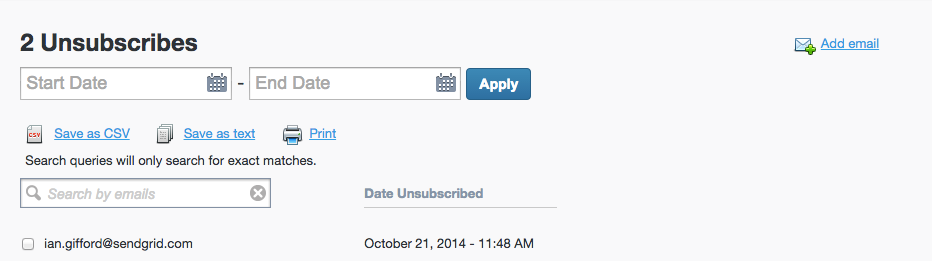 2 Unsubscribes
Add email
Start Date - End Date Apply
CSV Save as CSV Save as text Print
Search queries will only search for exact matches.
Search by emails Date Unsubscribed
ian.gifford@sendgrid.com October 21, 2014 - 11:48 AM